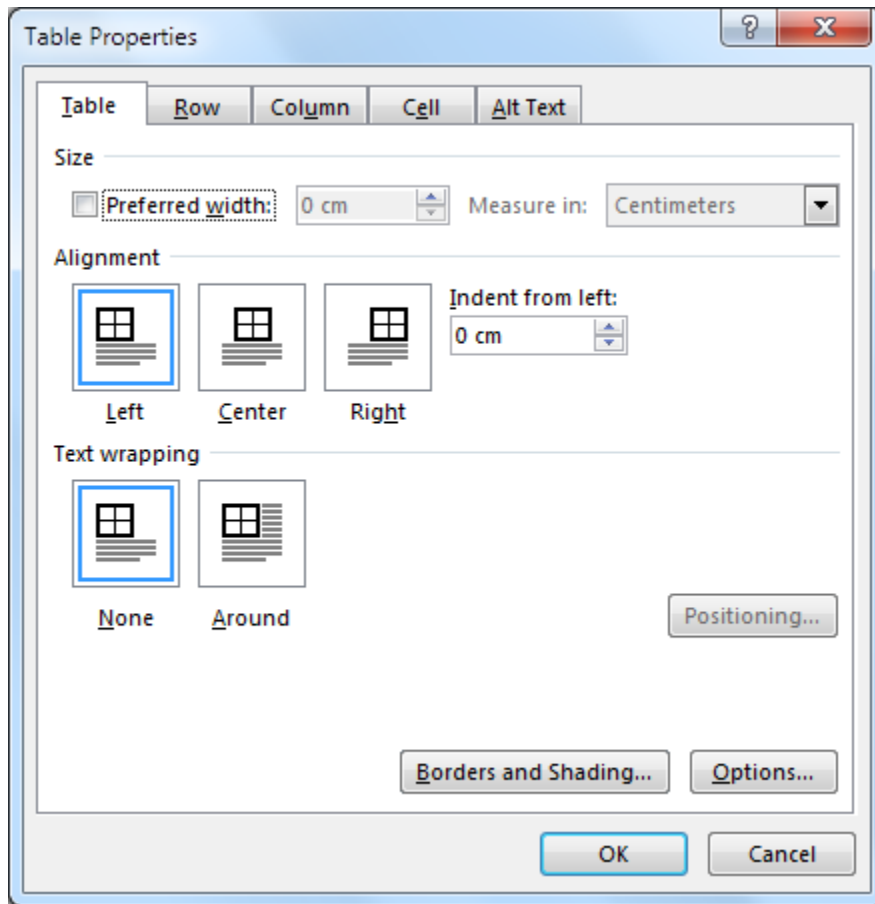 Table Properties
Table Row Column Cell Alt Text
Size
Preferred width: 0 cm Measure in: Centimeters
Alignment
Indent from left:
0 cm
Left Center Right
Text wrapping
None Around
Positioning...
Borders and Shading... Options...
OK Cancel